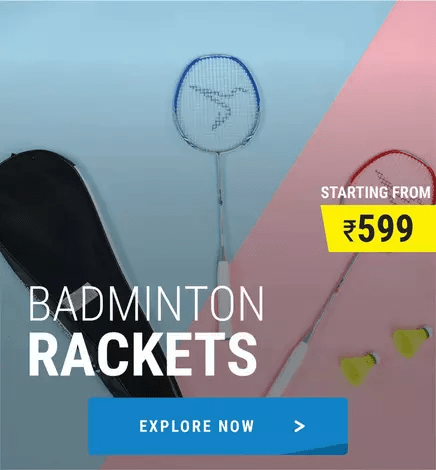 STARTING FROM
₹599
BADMINTON
RACKETS
EXPLORE NOW >